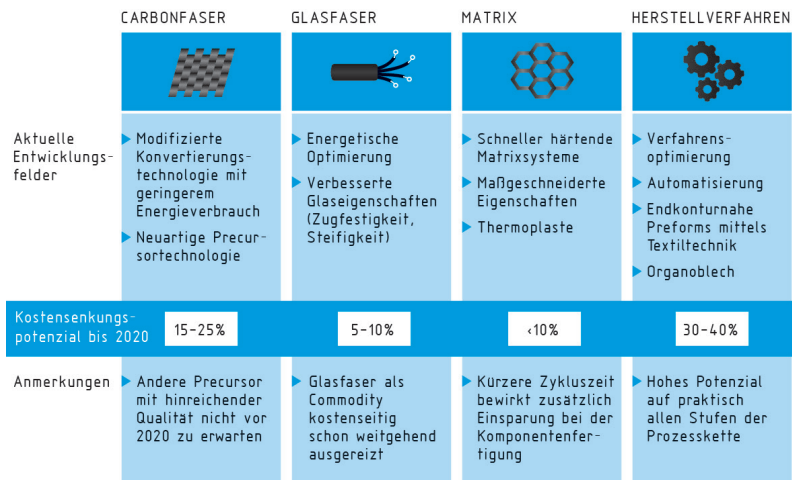 CARBONFASER
GLASFASER
MATRIX
HERSTELLVERFAHREN
Aktuelle
Entwicklungs-
felder
Modifizierte
Konvertierungs-
technologie mit
geringerem
Energieverbrauch
Neuartige Precur-
sortechnologie
Energetische
Optimierung
Verbesserte
Glaseigenschaften
(Zugfestigkeit,
Steifigkeit)
Schneller härtende
Matrixsysteme
Maßgeschneiderte
Eigenschaften
Thermoplaste
Verfahrens-
optimierung
Automatisierung
Endkonturnahe
Preforms mittels
Textiltechnik
Organoblech
Kostensenkungs-
potenzial bis 2020
15-25%
5-10%
<10%
30-40%
Anmerkungen
Andere Precursor
mit hinreichender
Qualität nicht vor
2020 zu erwarten
Glasfaser als
Commodity
kostenseitig
schon weitgehend
ausgereizt
Kürzere Zykluszeit
bewirkt zusätzlich
Einsparung bei der
Komponentenfer-
tigung
Hohes Potenzial
auf praktisch
allen Stufen der
Prozesskette